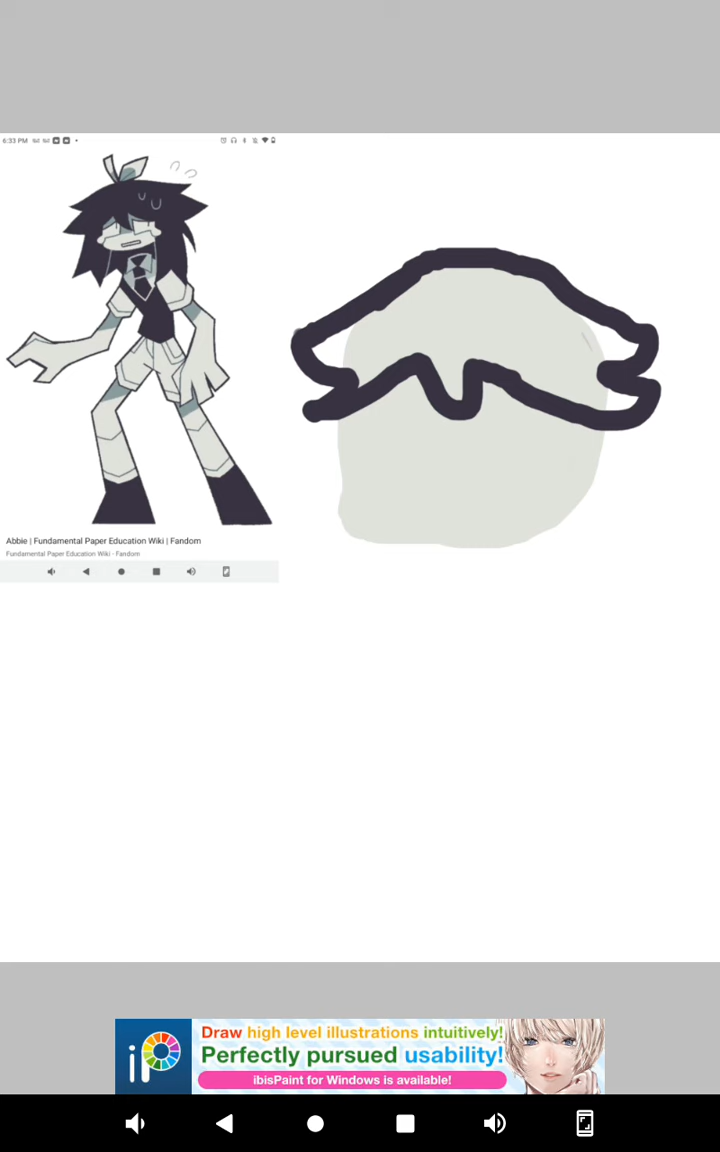 6:33 PM
Abbie | Fundamental Paper Education Wiki | Fandom
Fundamental Paper Education Wiki - Fandom
iP
Draw high level illustrations intuitively!
Perfectly pursued usability!
ibisPaint for Windows is available!